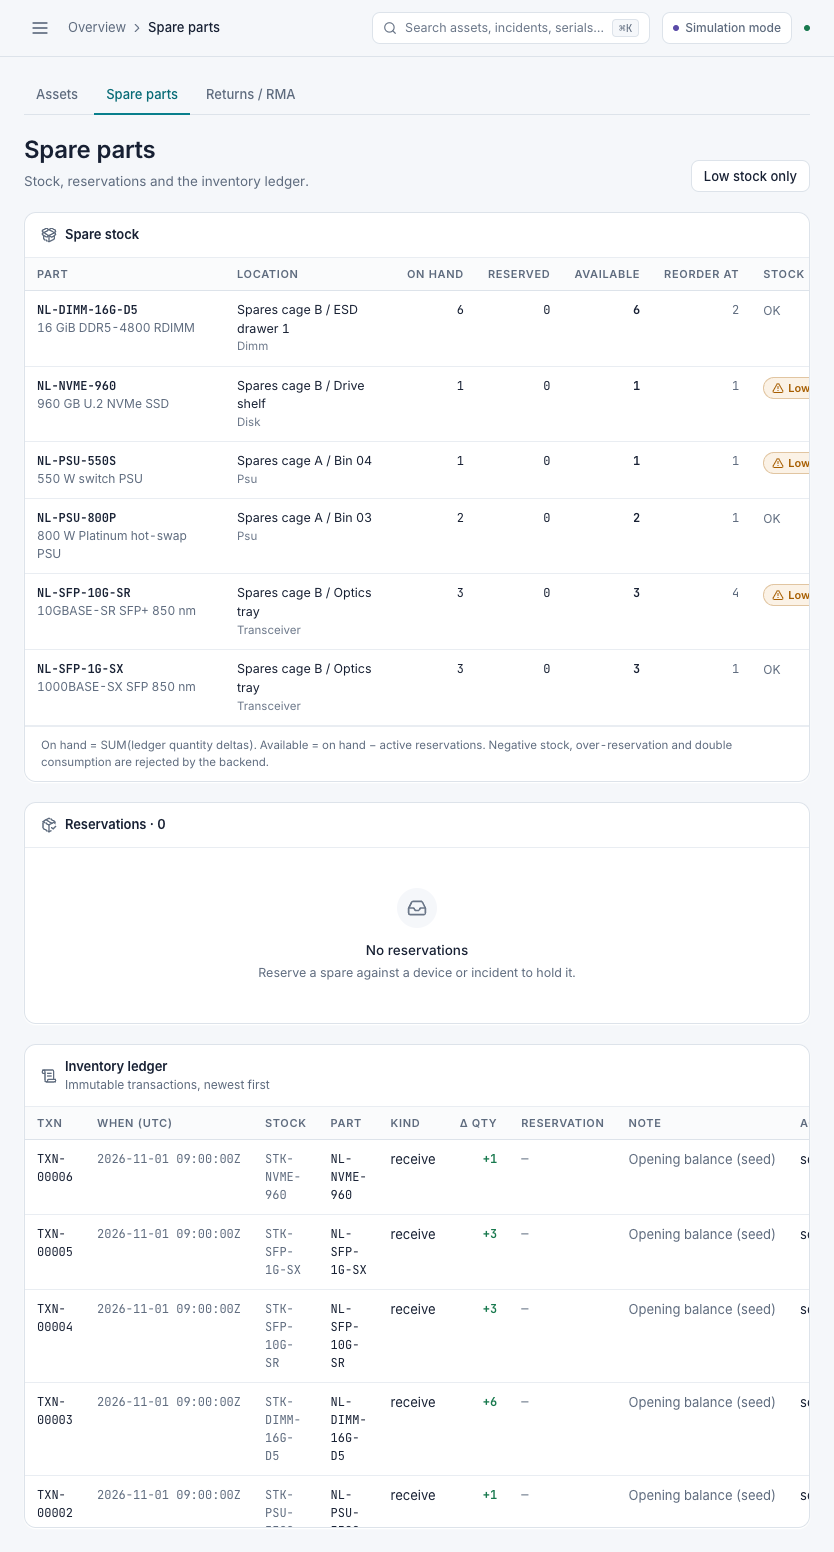 Overview > Spare parts
Search assets, incidents, serials... ⌘K
Simulation mode
Assets Spare parts Returns / RMA
Spare parts
Stock, reservations and the inventory ledger.
Low stock only
Spare stock
PART LOCATION ON HAND RESERVED AVAILABLE REORDER AT STOCK
NL-DIMM-16G-D5 Spares cage B / ESD 6 0 6 2 OK
16 GiB DDR5-4800 RDIMM drawer 1
Dimm
NL-NVME-960 Spares cage B / Drive 1 0 1 1 Low
960 GB U.2 NVMe SSD shelf
Disk
NL-PSU-550S Spares cage A / Bin 04 1 0 1 1 Low
550 W switch PSU Psu
NL-PSU-800P Spares cage A / Bin 03 2 0 2 1 OK
800 W Platinum hot-swap Psu
PSU
NL-SFP-10G-SR Spares cage B / Optics 3 0 3 4 Low
10GBASE-SR SFP+ 850 nm tray
Transceiver
NL-SFP-1G-SX Spares cage B / Optics 3 0 3 1 OK
1000BASE-SX SFP 850 nm tray
Transceiver
On hand = SUM(ledger quantity deltas). Available = on hand − active reservations. Negative stock, over-reservation and double
consumption are rejected by the backend.
Reservations · 0
No reservations
Reserve a spare against a device or incident to hold it.
Inventory ledger
Immutable transactions, newest first
TXN WHEN (UTC) STOCK PART KIND Δ QTY RESERVATION NOTE
TXN- 2026-11-01 09:00:00Z STK- NL- receive +1 — Opening balance (seed)
00006 NVME- NVME-
960 960
TXN- 2026-11-01 09:00:00Z STK- NL- receive +3 — Opening balance (seed)
00005 SFP- SFP-
1G-SX 1G-SX
TXN- 2026-11-01 09:00:00Z STK- NL- receive +3 — Opening balance (seed)
00004 SFP- SFP-
10G- 10G-
SR SR
TXN- 2026-11-01 09:00:00Z STK- NL- receive +6 — Opening balance (seed)
00003 DIMM- DIMM-
16G- 16G-
D5 D5
TXN- 2026-11-01 09:00:00Z STK- NL- receive +1 — Opening balance (seed)
00002 PSU- PSU-